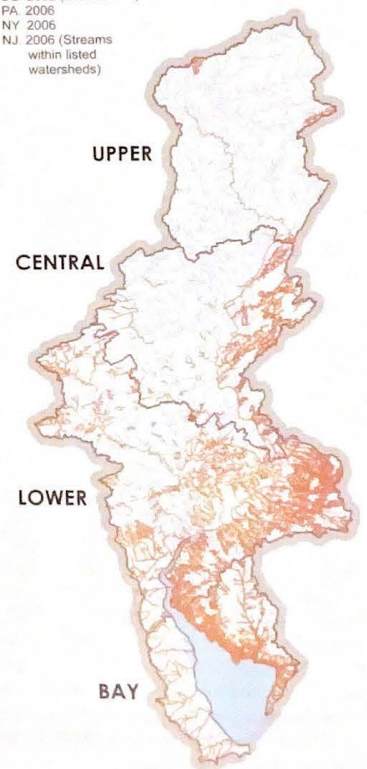 PA 2006
NY 2006
NJ 2006 (Streams
within listed
watersheds)
UPPER
CENTRAL
LOWER
BAY